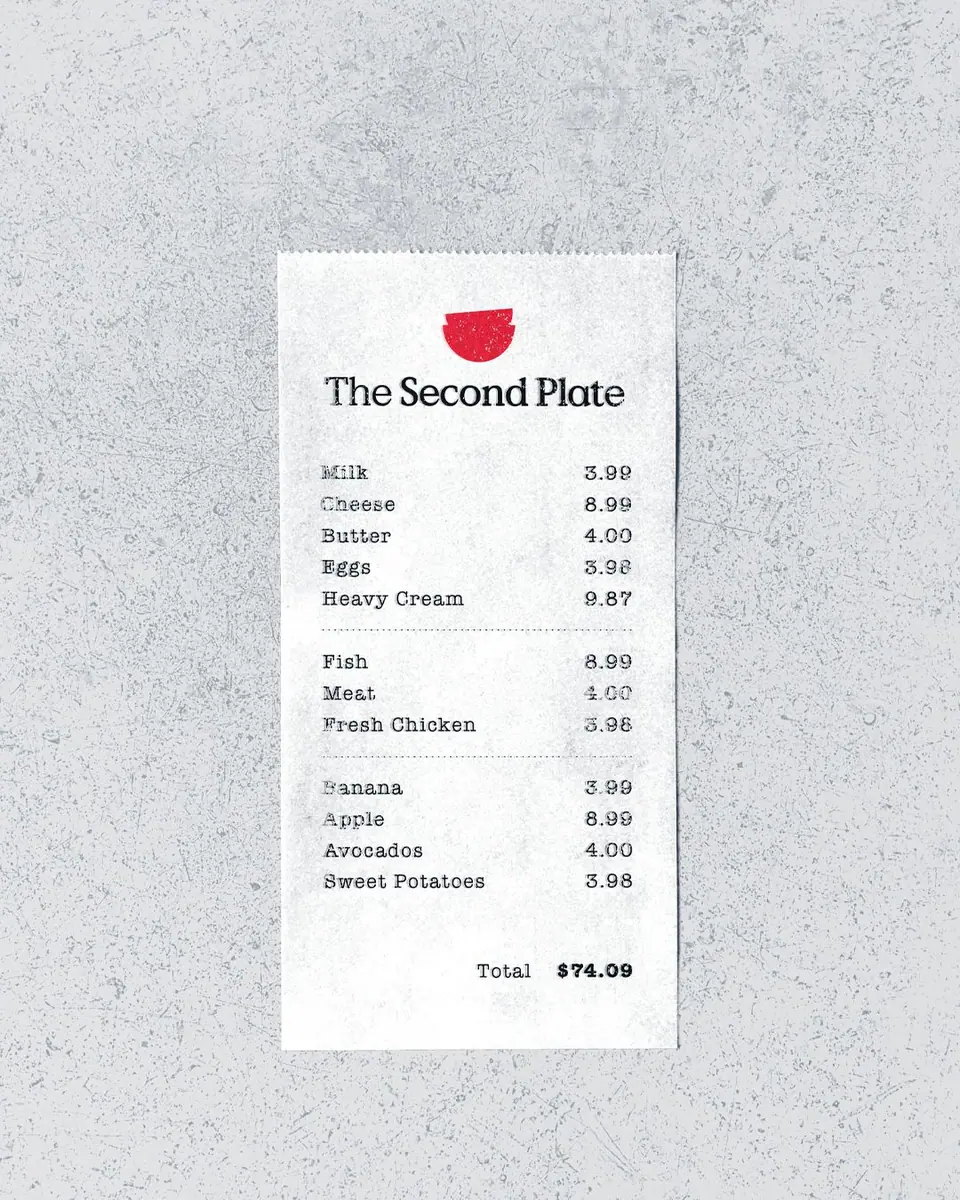 The Second Plate
Milk 3.99
Cheese 8.99
Butter 4.00
Eggs 3.98
Heavy Cream 9.87
Fish 8.99
Meat 4.00
Fresh Chicken 3.98
Banana 3.99
Apple 8.99
Avocados 4.00
Sweet Potatoes 3.98
Total $74.09